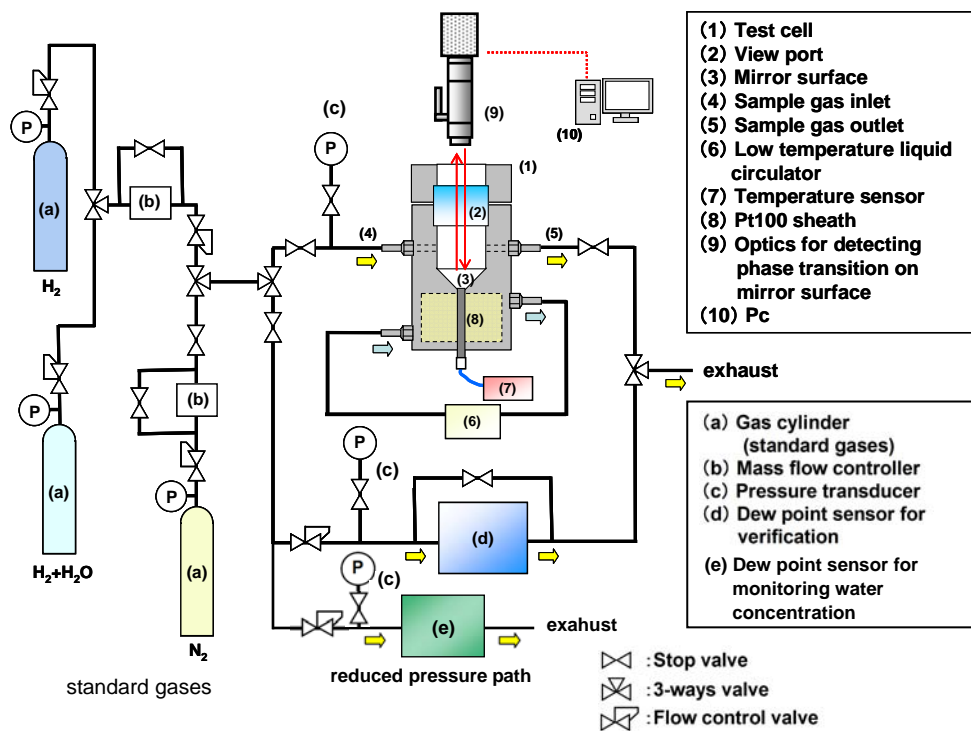 P
(a)
H2
P
(a)
H2+H2O
(b)
(b)
P
(a)
N2
standard gases
(c)
P
(4)
(1)
(2)
(3)
(8)
(5)
(9)
(10)
(7)
(6)
P
(c)
(d)
P
(c)
(e)
reduced pressure path
exhaust
exahust
(1) Test cell
(2) View port
(3) Mirror surface
(4) Sample gas inlet
(5) Sample gas outlet
(6) Low temperature liquid
circulator
(7) Temperature sensor
(8) Pt100 sheath
(9) Optics for detecting
phase transition on
mirror surface
(10) Pc
(a) Gas cylinder
(standard gases)
(b) Mass flow controller
(c) Pressure transducer
(d) Dew point sensor for
verification
(e) Dew point sensor for
monitoring water
concentration
:Stop valve
:3-ways valve
:Flow control valve